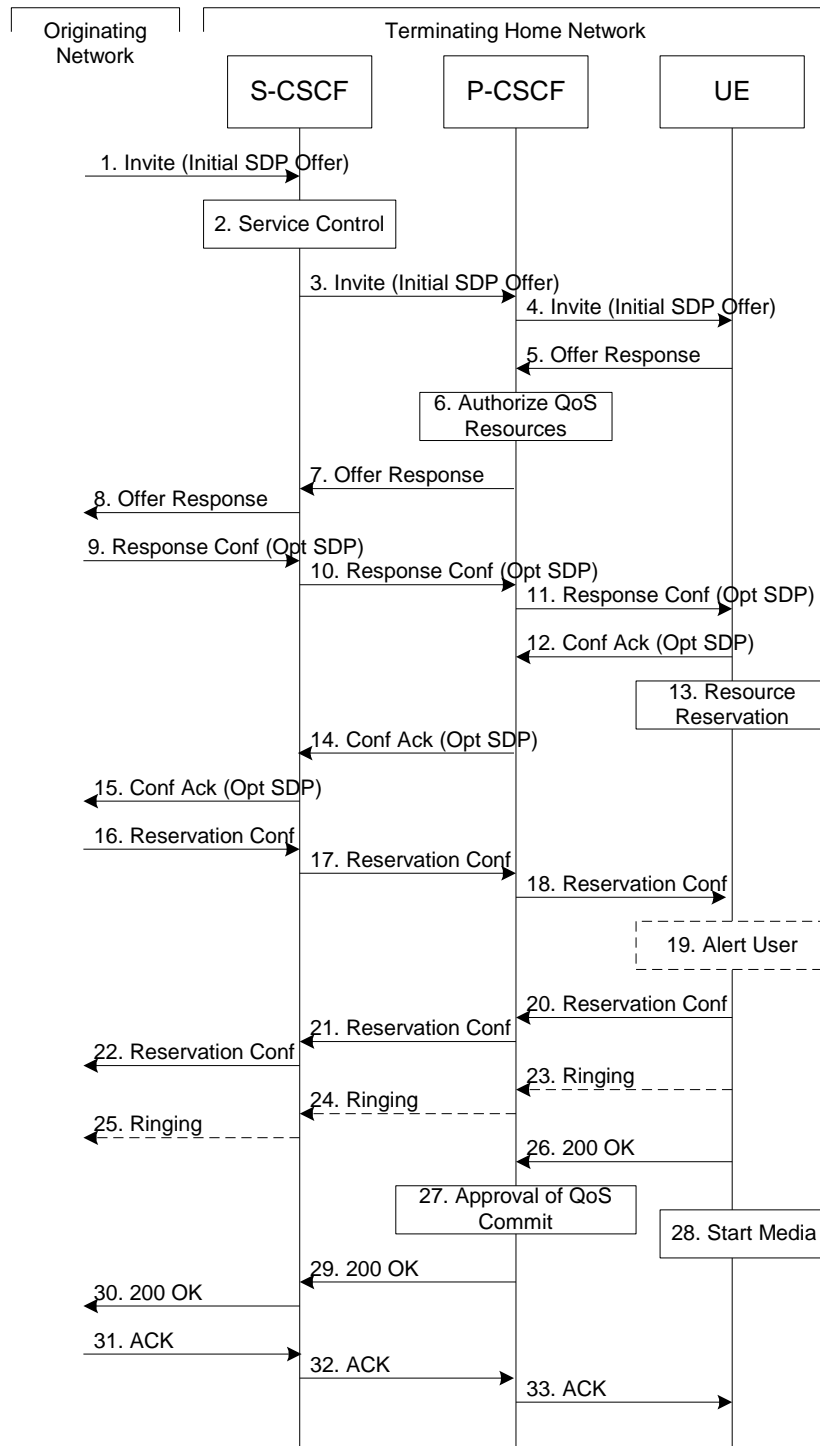 Originating
Network
Terminating Home Network
S-CSCF
P-CSCF
UE
1. Invite (Initial SDP Offer)
2. Service Control
3. Invite (Initial SDP Offer)
4. Invite (Initial SDP Offer)
5. Offer Response
6. Authorize QoS
Resources
7. Offer Response
8. Offer Response
9. Response Conf (Opt SDP)
10. Response Conf (Opt SDP)
11. Response Conf (Opt SDP)
12. Conf Ack (Opt SDP)
13. Resource
Reservation
14. Conf Ack (Opt SDP)
15. Conf Ack (Opt SDP)
16. Reservation Conf
17. Reservation Conf
18. Reservation Conf
19. Alert User
20. Reservation Conf
21. Reservation Conf
22. Reservation Conf
23. Ringing
24. Ringing
25. Ringing
26. 200 OK
27. Approval of QoS
Commit
28. Start Media
29. 200 OK
30. 200 OK
31. ACK
32. ACK
33. ACK